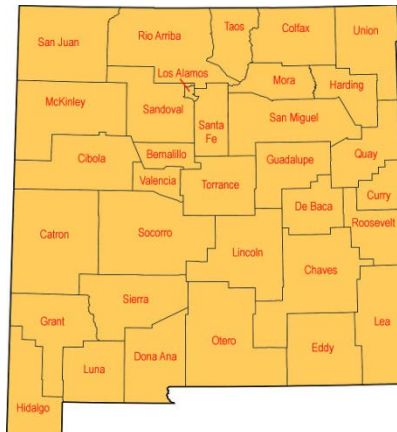 San Juan
Rio Arriba
Taos
Colfax
Union
Los Alamos
Mora
Harding
McKinley
Sandoval
Santa
Fe
San Miguel
Cibola
Bernalillo
Guadalupe
Quay
Valencia
Torrance
Curry
De Baca
Roosevelt
Catron
Socorro
Lincoln
Chaves
Sierra
Grant
Lea
Otero
Eddy
Luna
Dona Ana
Hidalgo